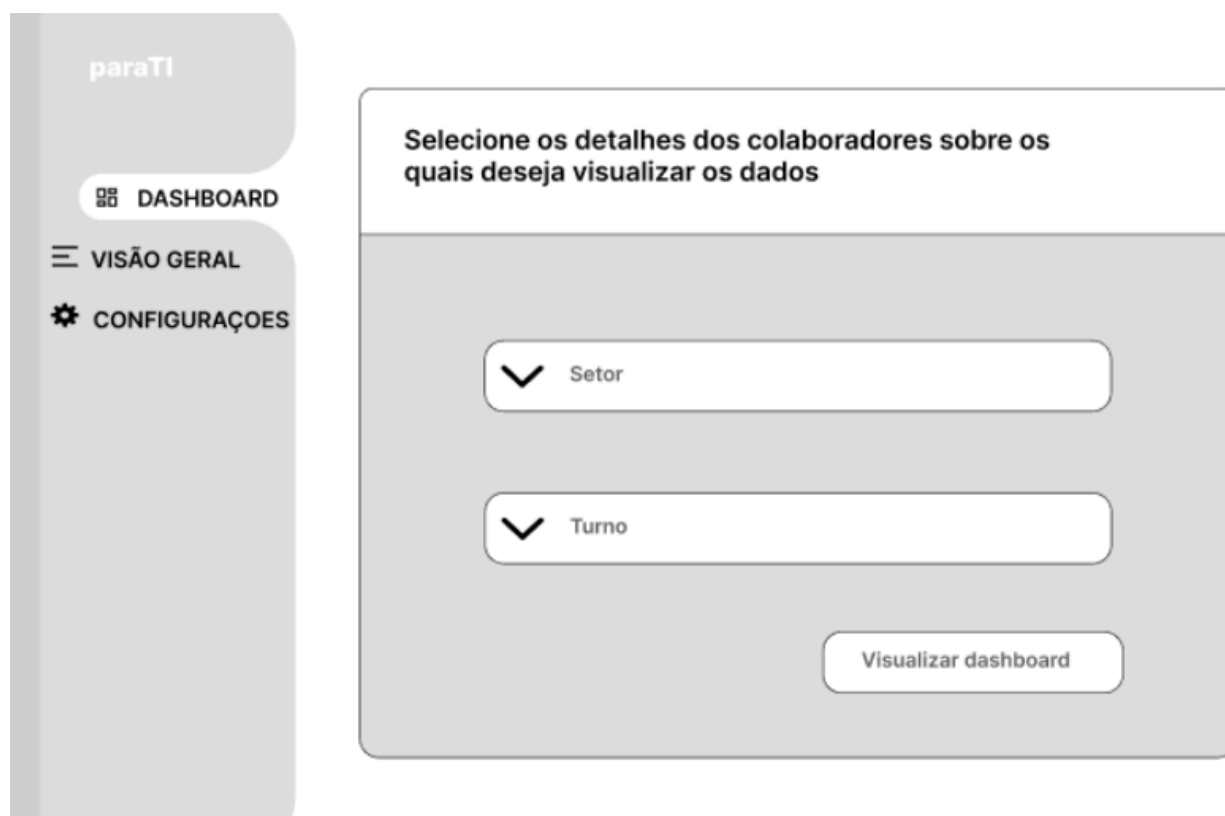 paraTI
DASHBOARD
VISÃO GERAL
CONFIGURAÇOES
Selecione os detalhes dos colaboradores sobre os
quais deseja visualizar os dados
Setor
Turno
Visualizar dashboard